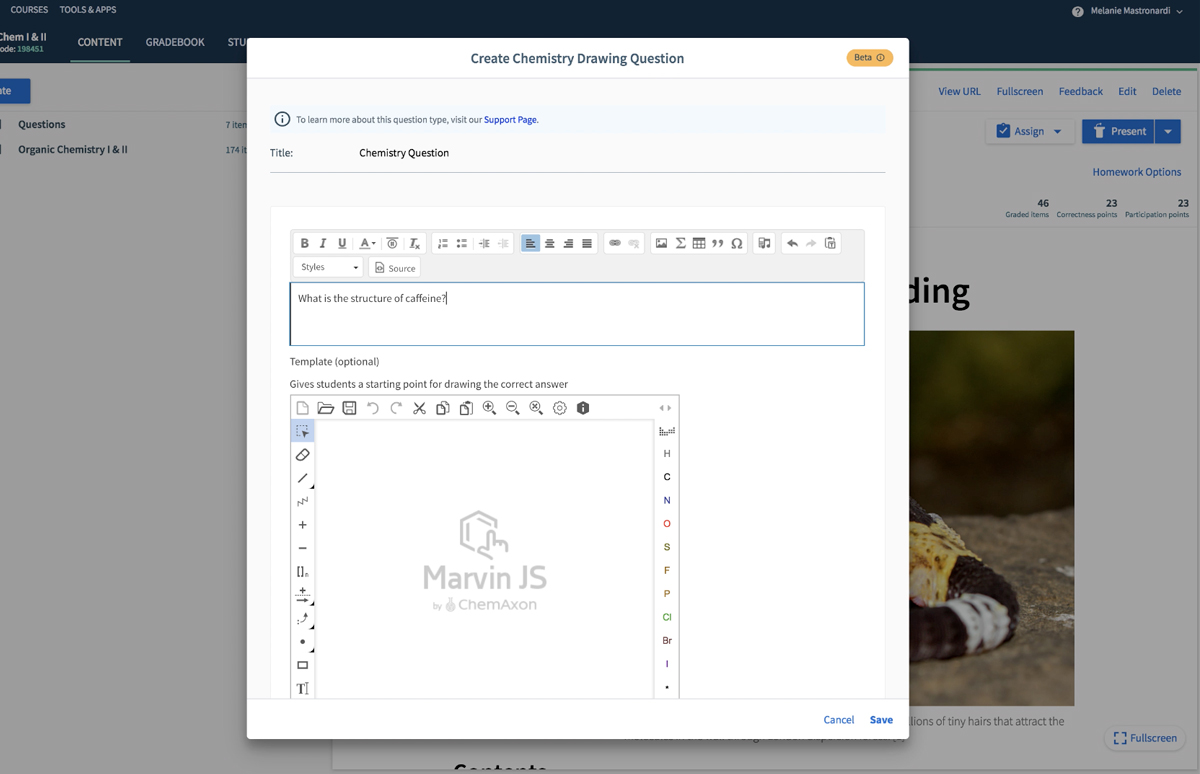 COURSES TOOLS & APPS
Melanie Mastronardi
Chem I & II
ode: 198451
CONTENT GRADEBOOK STU
Create Chemistry Drawing Question
Beta
ate
View URL Fullscreen Feedback Edit Delete
Questions 7 iten
Organic Chemistry I & II 174 it
To learn more about this question type, visit our Support Page.
Assign Present
Title: Chemistry Question
Homework Options
46 23 23
Graded Items Correctness points Participation points
B I U A Tx
Styles Source
What is the structure of caffeine?
ding
Template (optional)
Gives students a starting point for drawing the correct answer
H
C
N
O
S
F
P
Cl
Br
I
Marvin JS
by ChemAxon
T
Cancel Save
llions of tiny hairs that attract the
Fullscreen